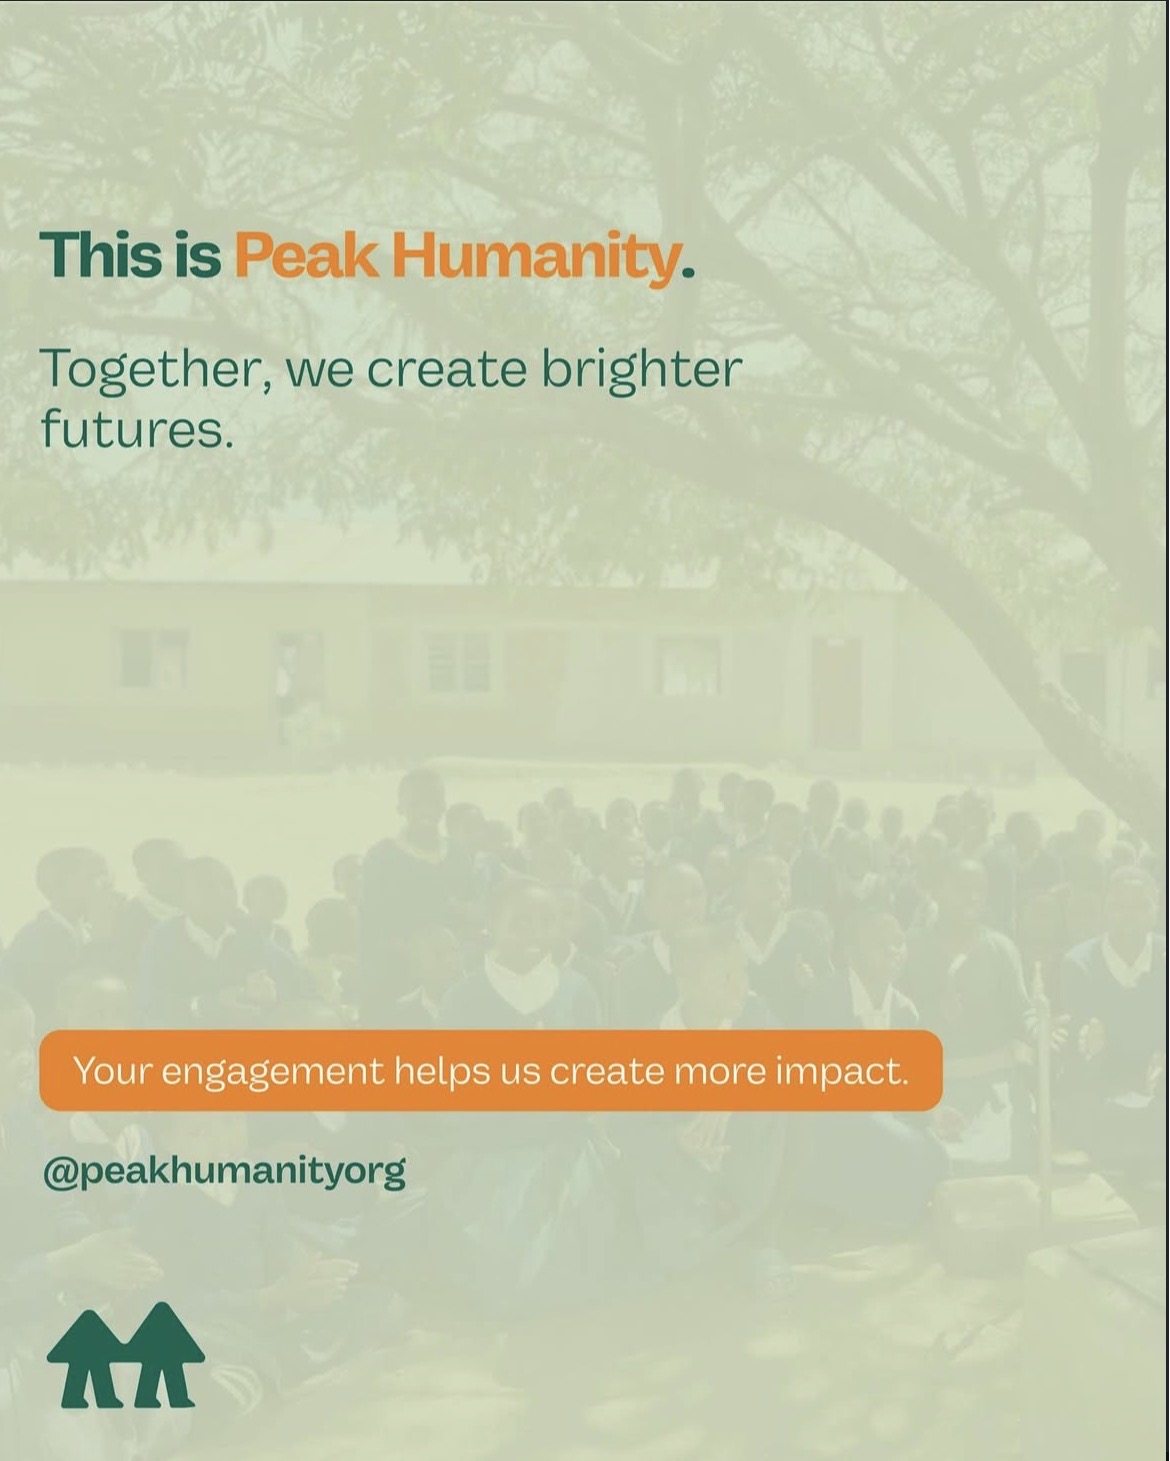 This is Peak Humanity.
Together, we create brighter
futures.
Your engagement helps us create more impact.
@peakhumanityorg